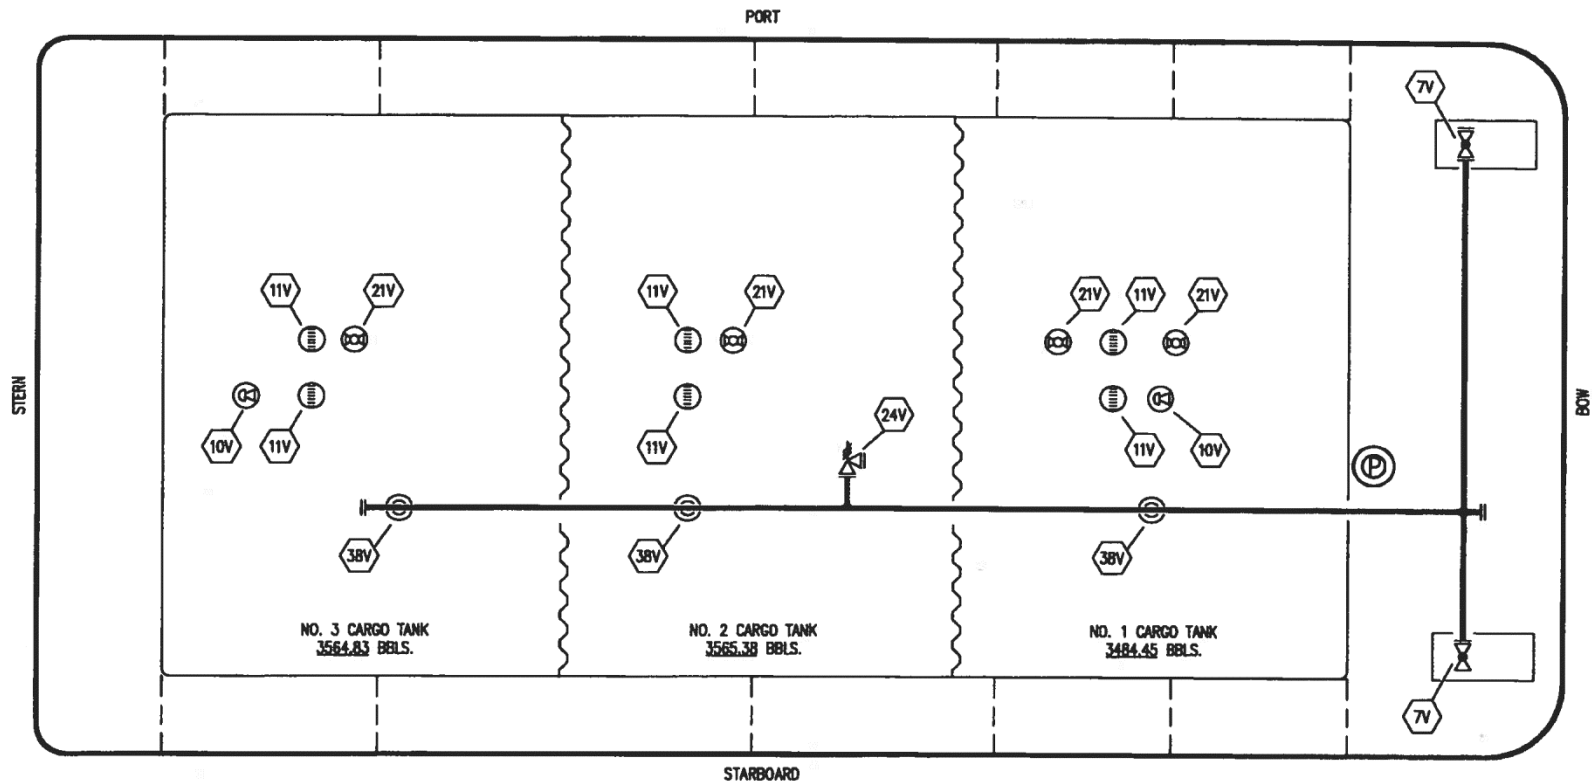 PORT
7V
11V
21V
11V
21V
21V
11V
21V
STERN
BOW
24V
10V
11V
11V
11V
10V
P
38V
38V
38V
NO. 3 CARGO TANK
3564.83 BBLS.
NO. 2 CARGO TANK
3565.38 BBLS.
NO. 1 CARGO TANK
3484.45 BBLS.
7V
STARBOARD